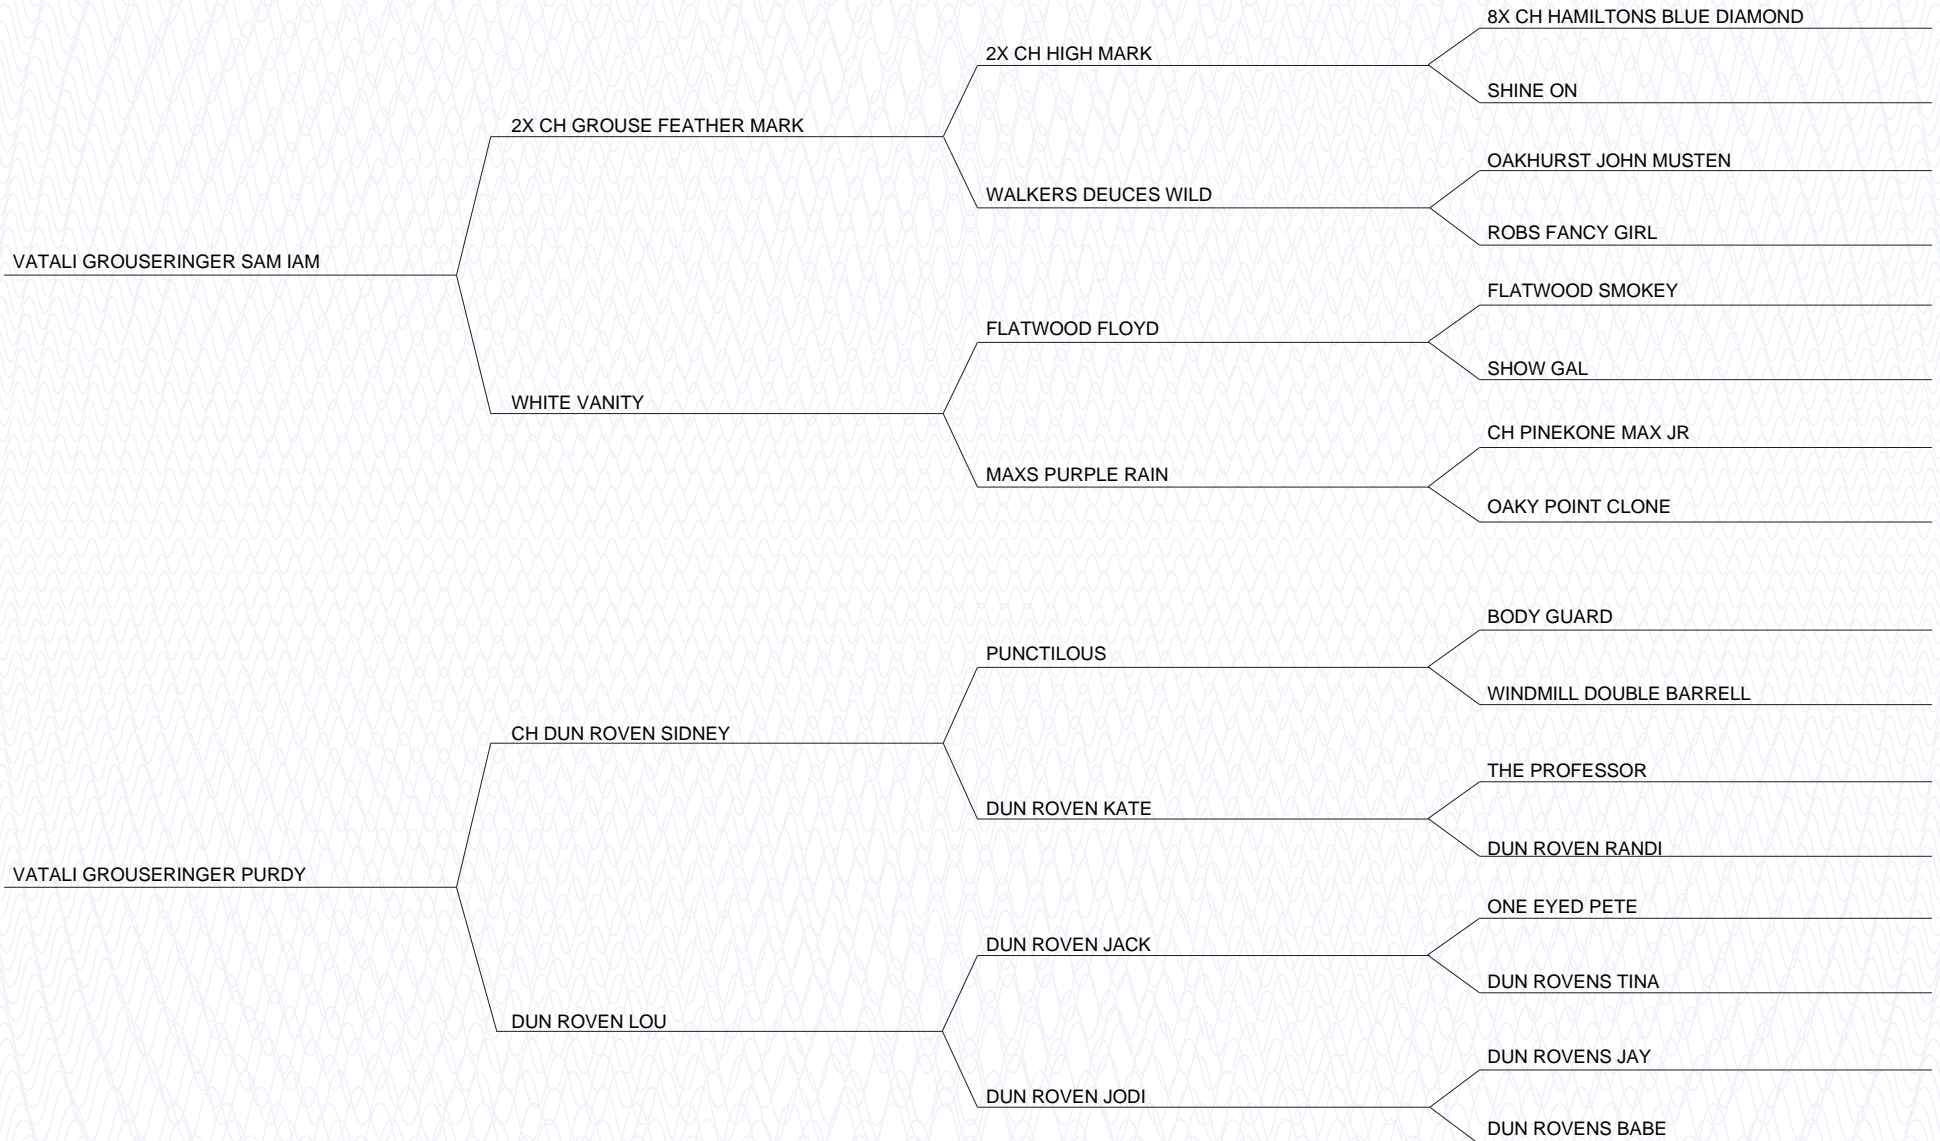 8X CH HAMILTONS BLUE DIAMOND
2X CH HIGH MARK
SHINE ON
2X CH GROUSE FEATHER MARK
OAKHURST JOHN MUSTEN
WALKERS DEUCES WILD
ROBS FANCY GIRL
VATALI GROUSERINGER SAM IAM
FLATWOOD SMOKEY
FLATWOOD FLOYD
SHOW GAL
WHITE VANITY
CH PINEKONE MAX JR
MAXS PURPLE RAIN
OAKY POINT CLONE
BODY GUARD
PUNCTILOUS
WINDMILL DOUBLE BARRELL
CH DUN ROVEN SIDNEY
THE PROFESSOR
DUN ROVEN KATE
DUN ROVEN RANDI
VATALI GROUSERINGER PURDY
ONE EYED PETE
DUN ROVEN JACK
DUN ROVENS TINA
DUN ROVEN LOU
DUN ROVENS JAY
DUN ROVEN JODI
DUN ROVENS BABE